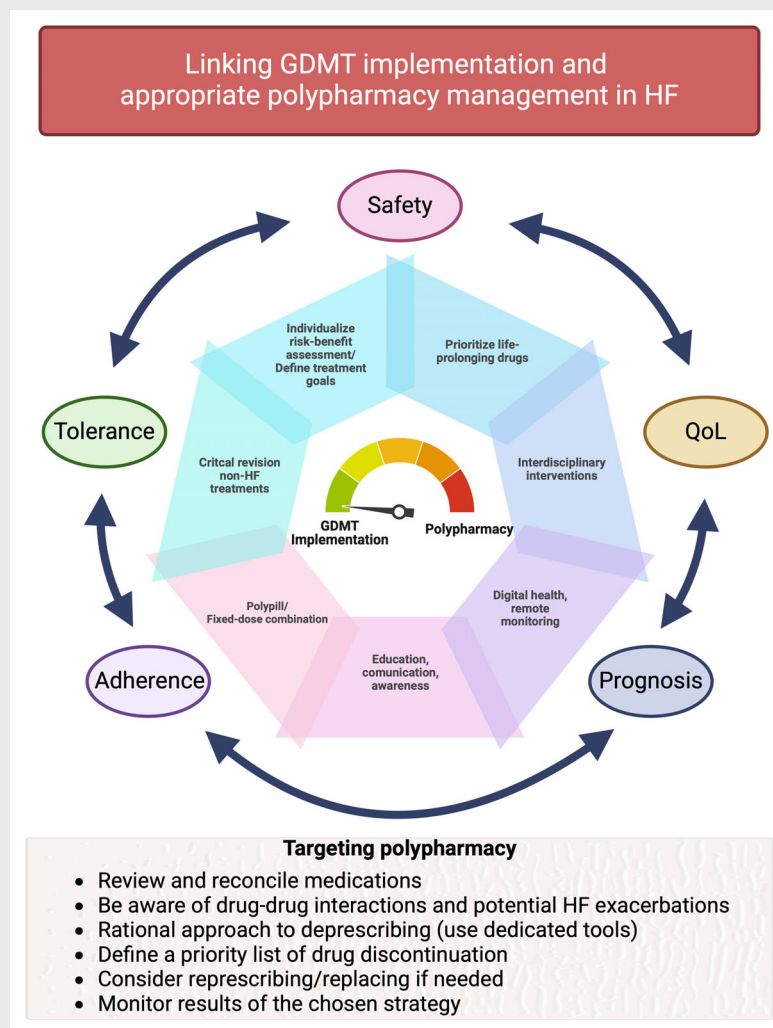 Linking GDMT implementation and
appropriate polypharmacy management in HF
Safety
Individualize
risk-benefit
assessment/
Define treatment
goals
Prioritize life-
prolonging drugs
Tolerance
QoL
Critcal revision
non-HF
treatments
Interdisciplinary
interventions
GDMT
Implementation
Polypharmacy
Polypill/
Fixed-dose combination
Digital health,
remote
monitoring
Education,
comunication,
awareness
Adherence
Prognosis
Targeting polypharmacy
• Review and reconcile medications
• Be aware of drug-drug interactions and potential HF exacerbations
• Rational approach to deprescribing (use dedicated tools)
• Define a priority list of drug discontinuation
• Consider represcribing/replacing if needed
• Monitor results of the chosen strategy